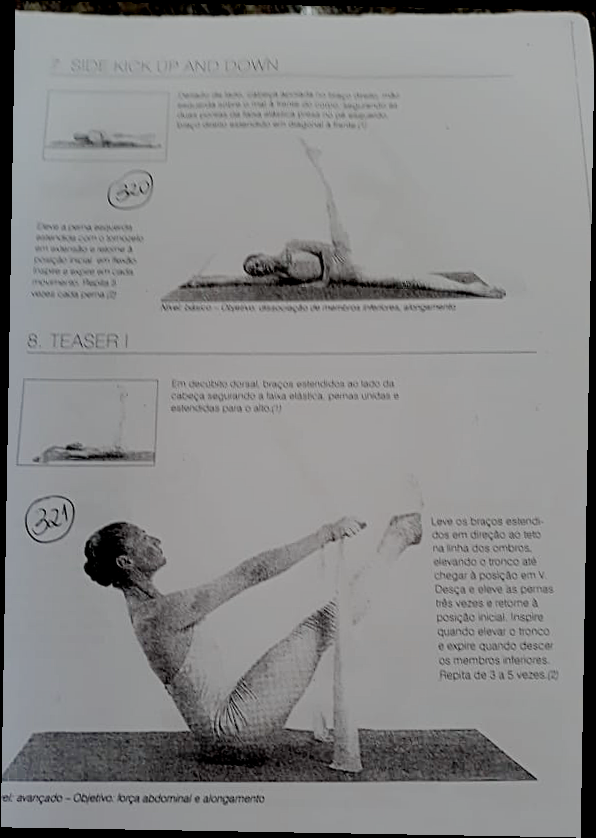 7. SIDE KICK UP AND DOWN
Deitado de lado, cabeça apoiada no braço direito, mão
esquerda sobre o mat à frente do corpo, segurando as
duas pontas da faixa elástica presa no pé esquerdo,
braço direito estendido em diagonal à frente.(1)
320
Eleve a perna esquerda
estendida com o tornozelo
em extensão e retorne à
posição inicial, em flexão.
Inspire e expire em cada
movimento. Repita
vezes cada perna.(2)
Nível: básico – Objetivo: dissociação de membros inferiores, alongamento
8. TEASER I
Em decúbito dorsal, braços estendidos ao lado da
cabeça segurando a faixa elástica, pernas unidas e
estendidas para o alto.(1)
321
Leve os braços estendi-
dos em direção ao teto
na linha dos ombros,
elevando o tronco até
chegar à posição em V.
Desça e eleve as pernas
três vezes e retorne à
posição inicial. Inspire
quando elevar o tronco
e expire quando descer
os membros inferiores.
Repita de 3 a 5 vezes.(2)
vel: avançado – Objetivo: força abdominal e alongamento